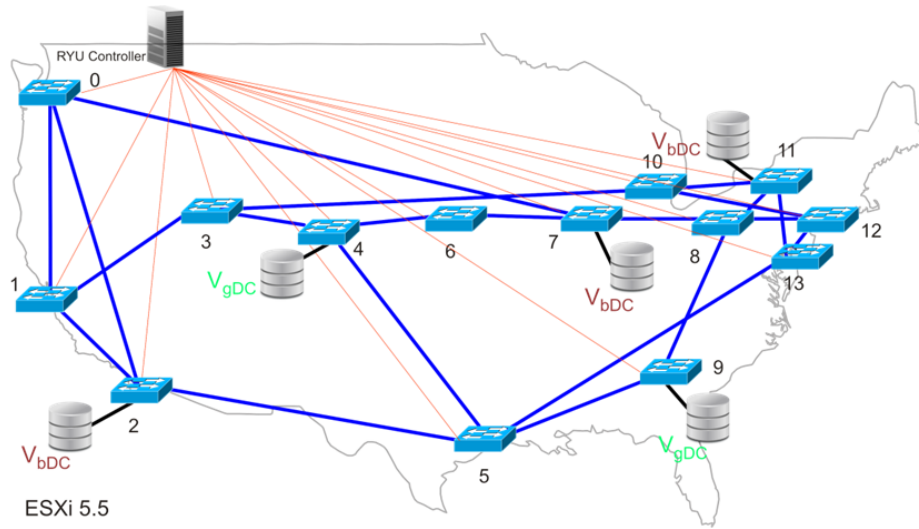 RYU Controller
0
V_bDC
11
10
3
4
6
7
8
12
V_gDC
V_bDC
13
1
9
2
V_bDC
5
V_gDC
ESXi 5.5